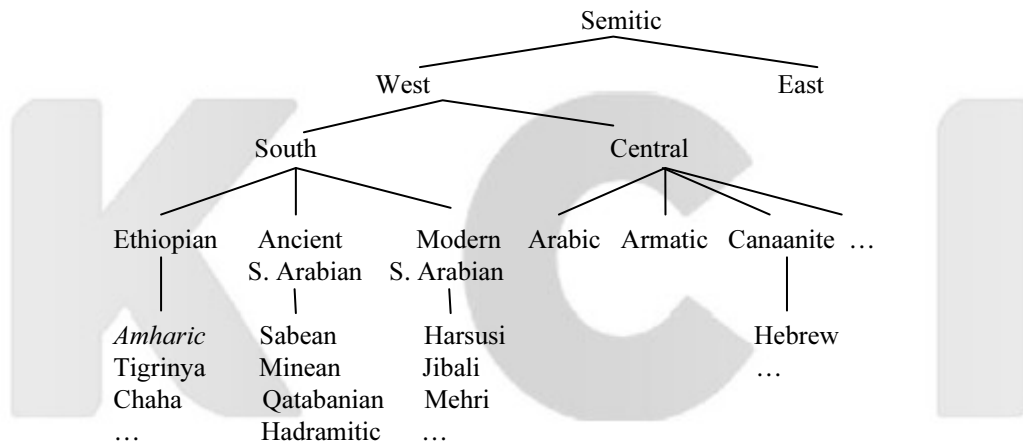 Semitic
West East
South Central
Ethiopian Ancient Modern Arabic Armatic Canaanite …
S. Arabian S. Arabian
Amharic Sabean Harsusi Hebrew
Tigrinya Minean Jibali …
Chaha Qatabanian Mehri
… Hadramitic …
KCI